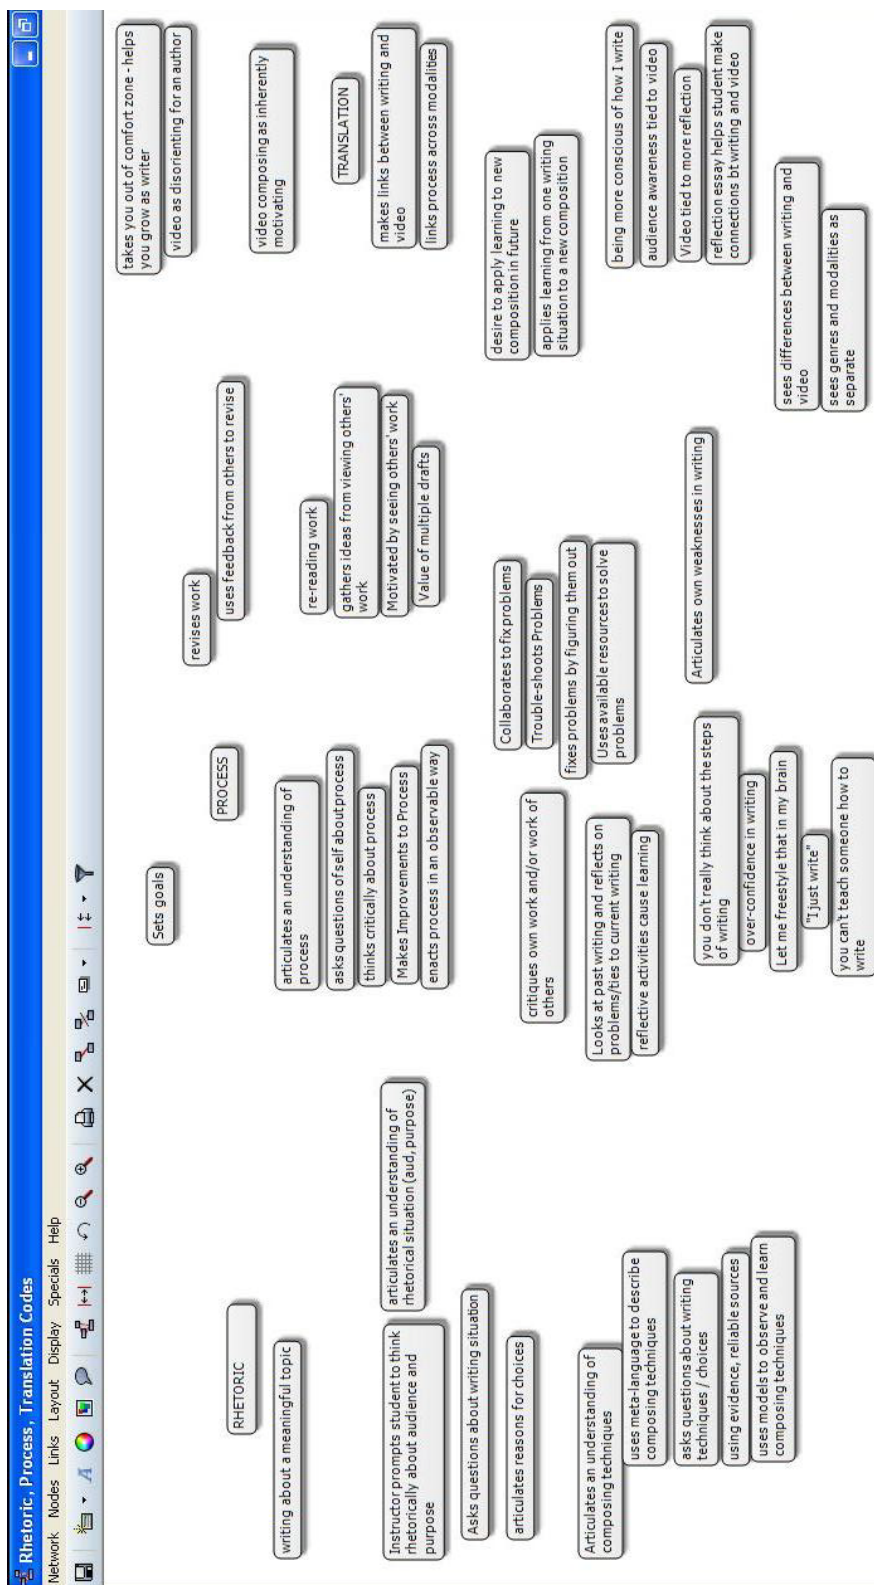 Rhetoric, Process, Translation Codes
Network Nodes Links Layout Display Specials Help
RHETORIC
writing about a meaningful topic
Instructor prompts student to think
rhetorically about audience and
purpose
articulates an understanding of
rhetorical situation (aud, purpose)
Asks questions about writing situation
articulates reasons for choices
Articulates an understanding of
composing techniques
uses meta-language to describe
composing techniques
asks questions about writing
techniques / choices
using evidence, reliable sources
uses models to observe and learn
composing techniques
Sets goals
PROCESS
articulates an understanding of
process
asks questions of self about process
thinks critically about process
Makes Improvements to Process
enacts process in an observable way
critiques own work and/or work of
others
Looks at past writing and reflects on
problems/ties to current writing
reflective activities cause learning
you don't really think about the steps
of writing
over-confidence in writing
Let me freestyle that in my brain
"I just write"
you can't teach someone how to
write
revises work
uses feedback from others to revise
re-reading work
gathers ideas from viewing others'
work
Motivated by seeing others' work
Value of multiple drafts
Collaborates to fix problems
Trouble-shoots Problems
fixes problems by figuring them out
Uses available resources to solve
problems
Articulates own weaknesses in writing
takes you out of comfort zone - helps
you grow as writer
video as disorienting for an author
video composing as inherently
motivating
TRANSLATION
makes links between writing and
video
links process across modalities
desire to apply learning to new
composition in future
applies learning from one writing
situation to a new composition
being more conscious of how I write
audience awareness tied to video
Video tied to more reflection
reflection essay helps student make
connections bt writing and video
sees differences between writing and
video
sees genres and modalities as
separate